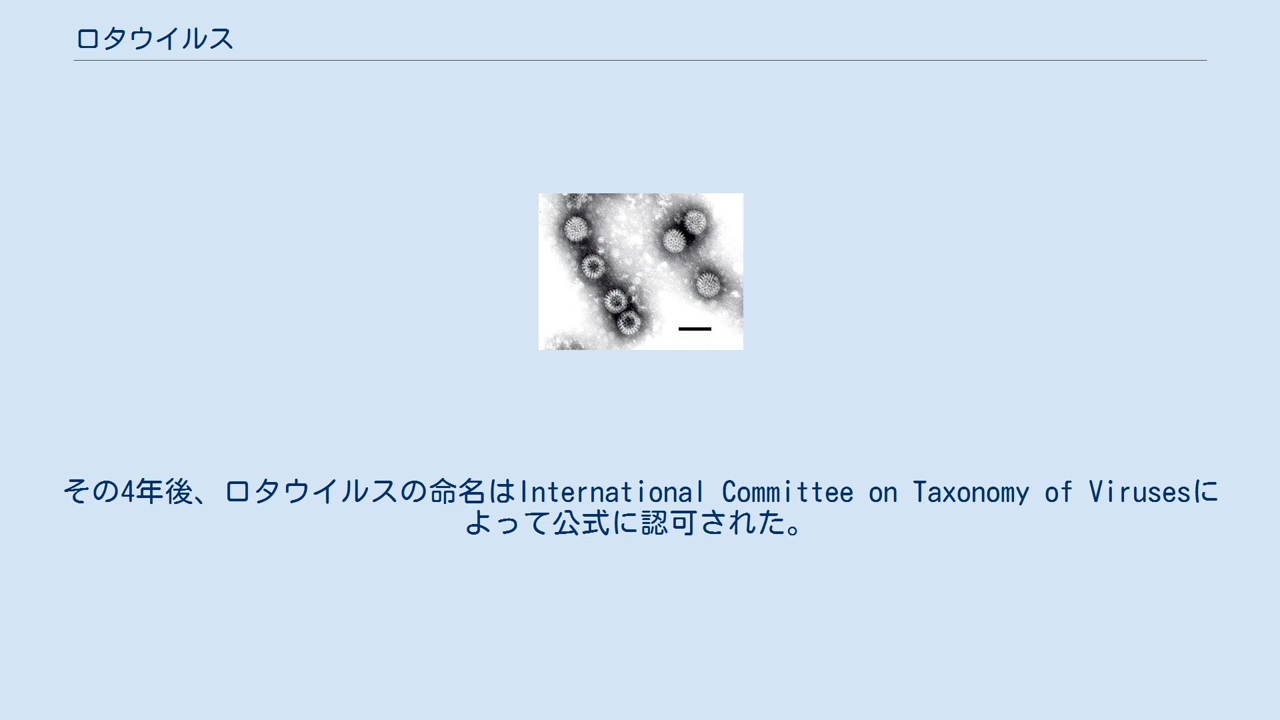 ロタウイルス
その4年後、ロタウイルスの命名はInternational Committee on Taxonomy of Virusesに
よって公式に認可された。